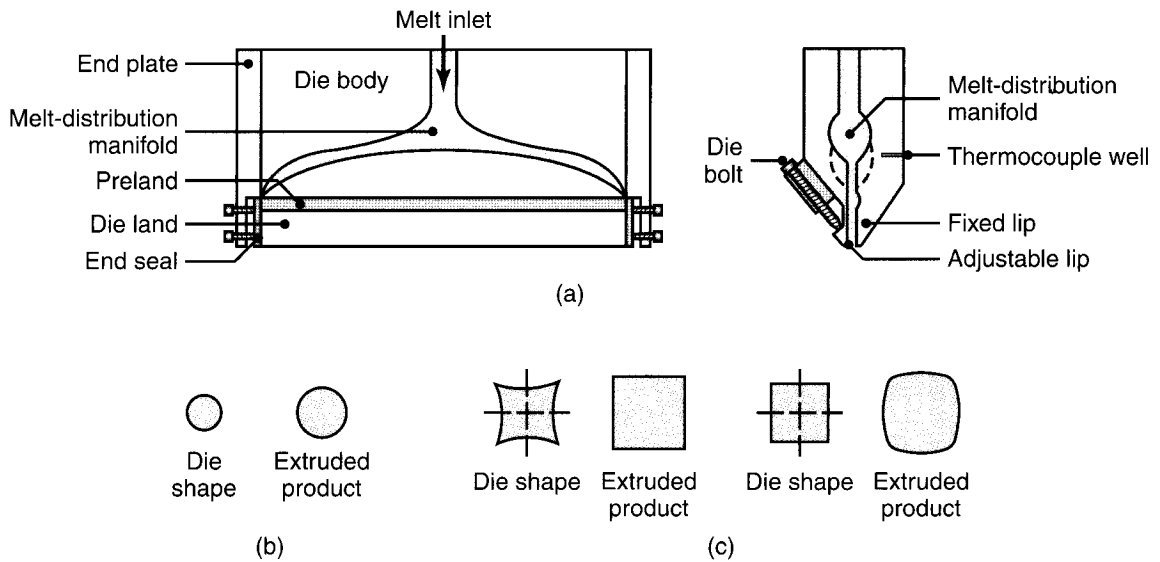 Melt inlet
End plate
Die body
Melt-distribution
manifold
Preland
Die land
End seal
Melt-distribution
manifold
Die
bolt
Thermocouple well
Fixed lip
Adjustable lip
(a)
Die
shape
Extruded
product
Die shape
Extruded
product
Die shape
Extruded
product
(b)
(c)